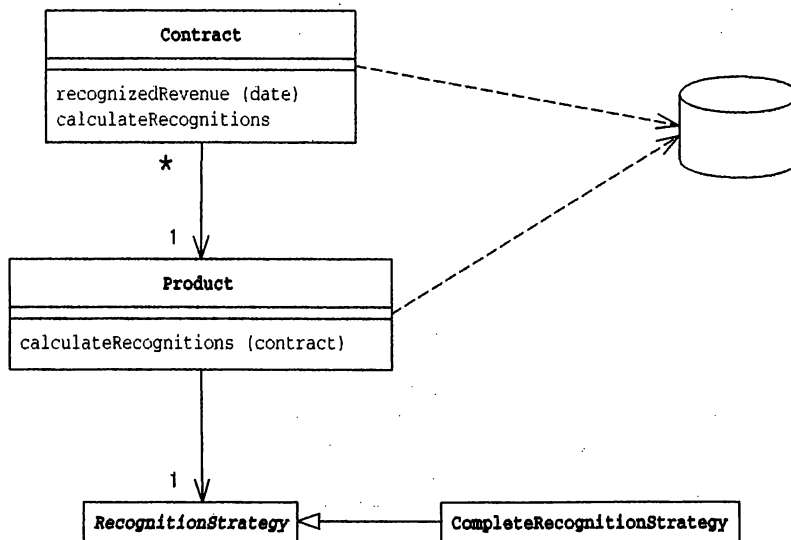 Contract
recognizedRevenue (date)
calculateRecognitions
*
1
Product
calculateRecognitions (contract)
1
RecognitionStrategy
CompleteRecognitionStrategy